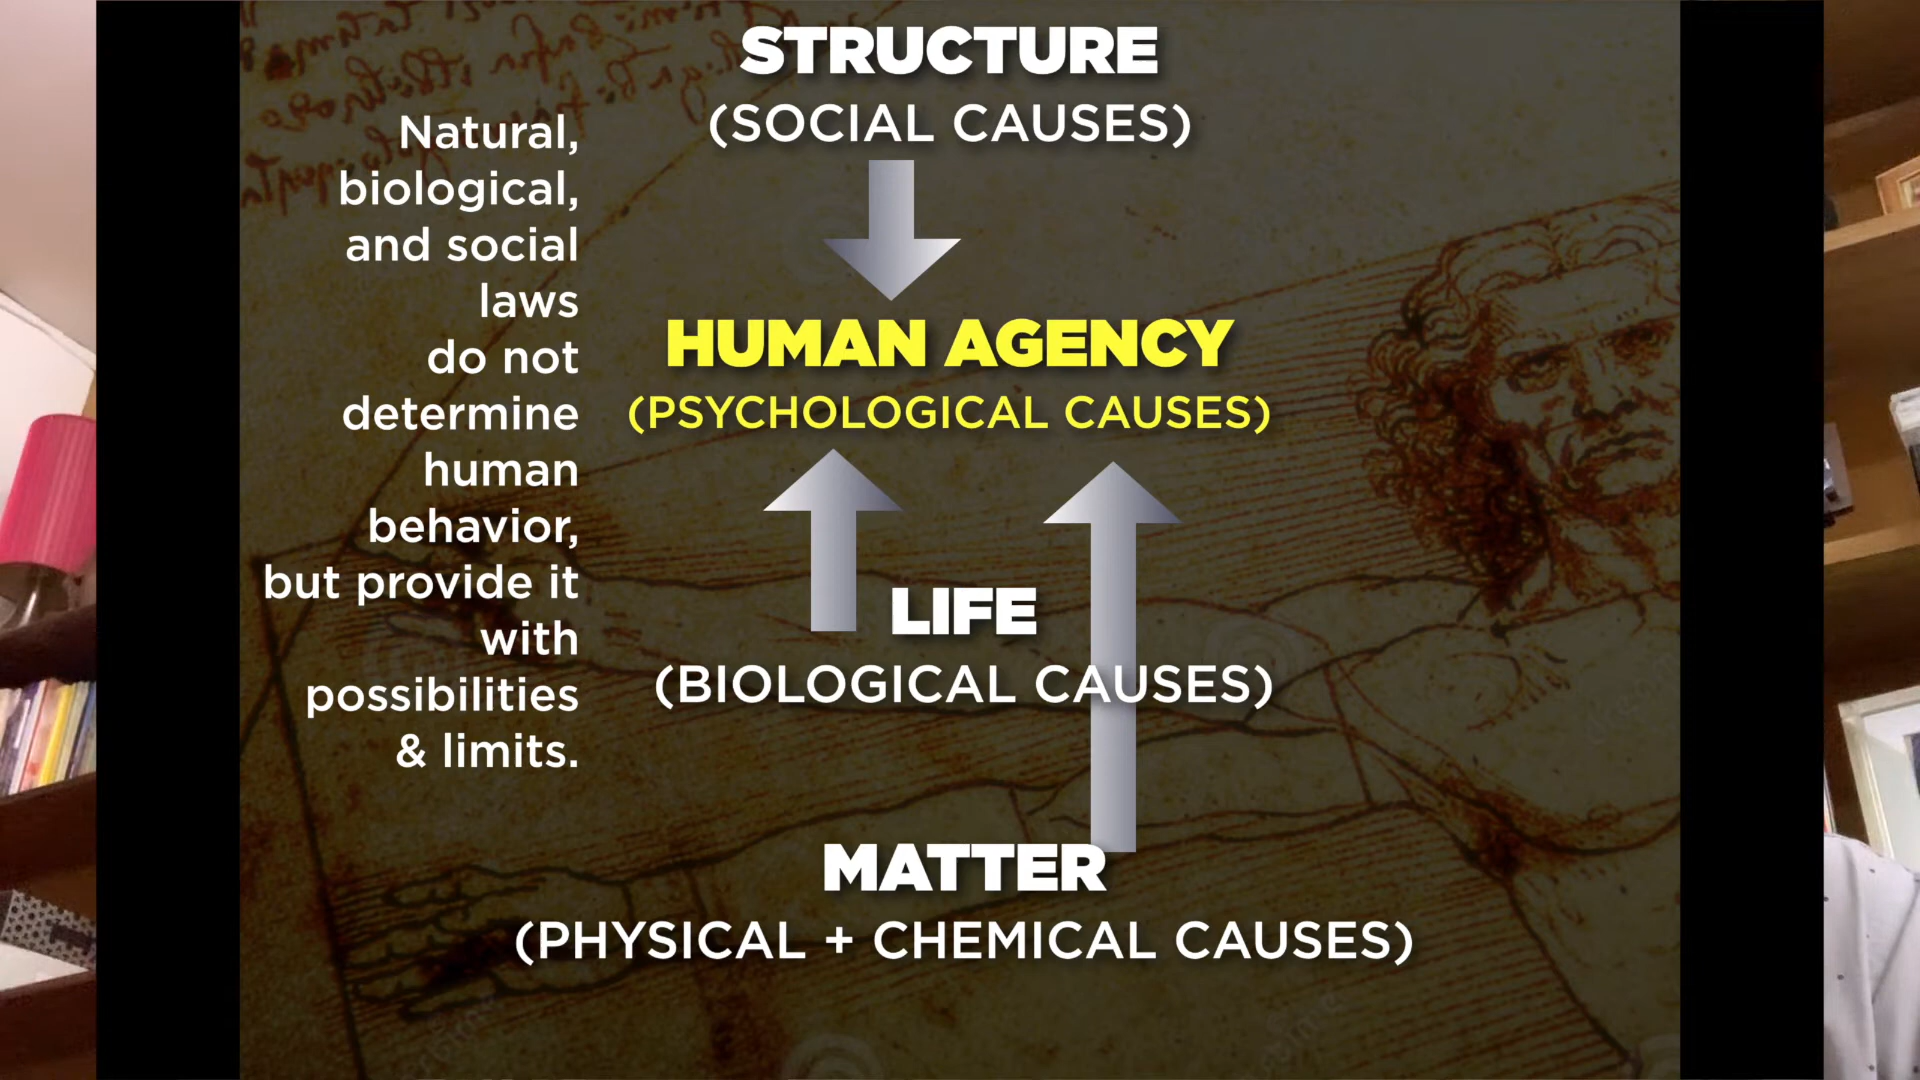 STRUCTURE
(SOCIAL CAUSES)
Natural,
biological,
and social
laws
do not
determine
human
behavior,
but provide it
with
possibilities
& limits.
HUMAN AGENCY
(PSYCHOLOGICAL CAUSES)
LIFE
(BIOLOGICAL CAUSES)
MATTER
(PHYSICAL + CHEMICAL CAUSES)